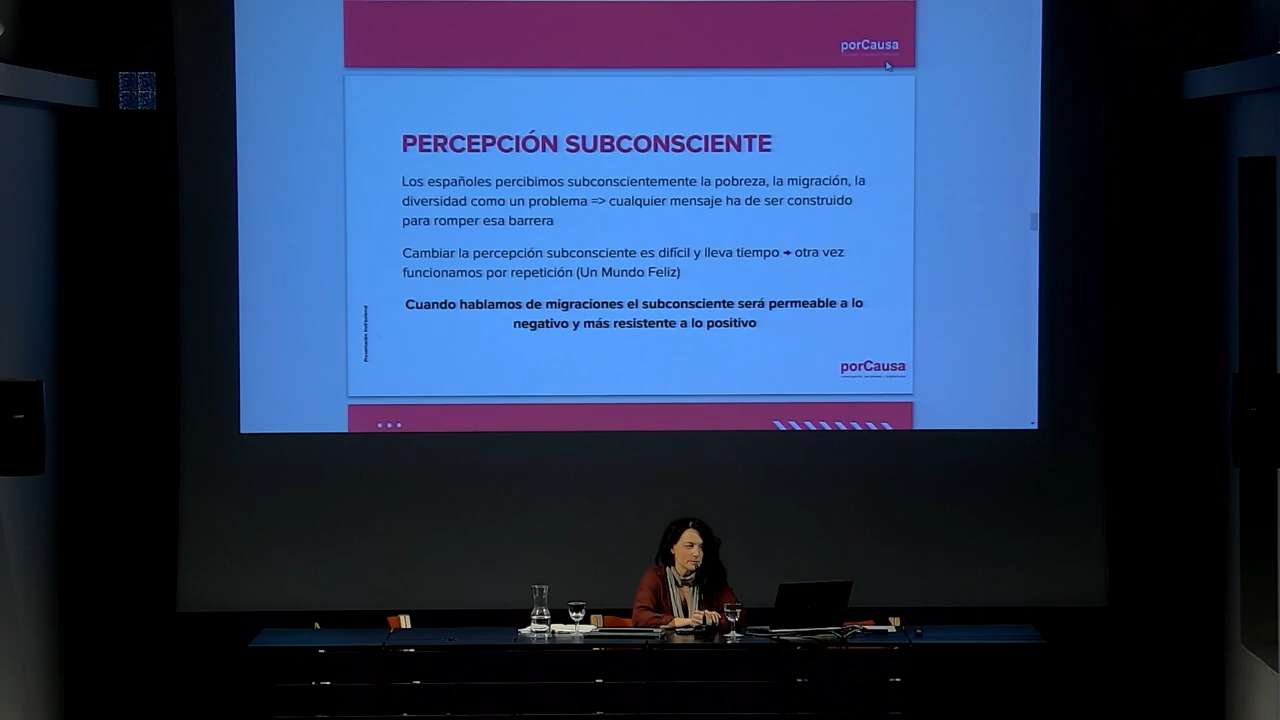 porCausa
PERCEPCIÓN SUBCONSCIENTE
Los españoles percibimos subconscientemente la pobreza, la migración, la
diversidad como un problema => cualquier mensaje ha de ser construido
para romper esa barrera
Cambiar la percepción subconsciente es difícil y lleva tiempo → otra vez
funcionamos por repetición (Un Mundo Feliz)
Cuando hablamos de migraciones el subconsciente será permeable a lo
negativo y más resistente a lo positivo
porCausa